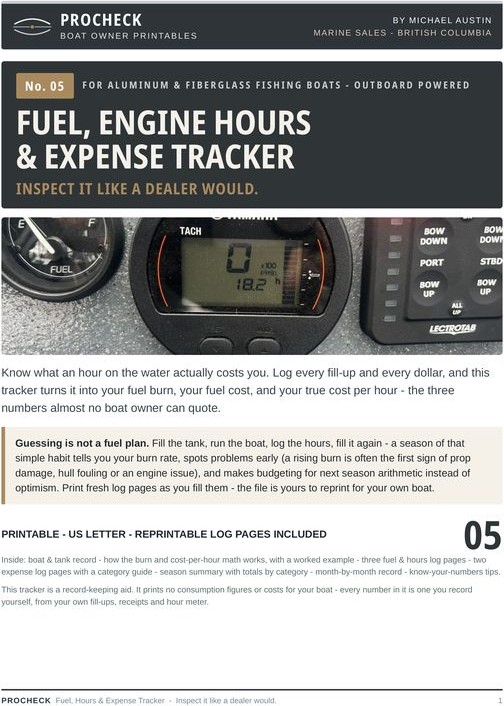 PROCHECK
BOAT OWNER PRINTABLES
BY MICHAEL AUSTIN
MARINE SALES - BRITISH COLUMBIA
No. 05
FOR ALUMINUM & FIBERGLASS FISHING BOATS - OUTBOARD POWERED
FUEL, ENGINE HOURS
& EXPENSE TRACKER
INSPECT IT LIKE A DEALER WOULD.
E
F
FUEL
YAMAHA
TACH
0
x100
18.2
h
BOW
DOWN
BOW
DOWN
PORT
STBD
BOW
UP
BOW
UP
ALL
UP
LECTROTAB
Know what an hour on the water actually costs you. Log every fill-up and every dollar, and this
tracker turns it into your fuel burn, your fuel cost, and your true cost per hour - the three
numbers almost no boat owner can quote.
Guessing is not a fuel plan. Fill the tank, run the boat, log the hours, fill it again - a season of that
simple habit tells you your burn rate, spots problems early (a rising burn is often the first sign of prop
damage, hull fouling or an engine issue), and makes budgeting for next season arithmetic instead of
optimism. Print fresh log pages as you fill them - the file is yours to reprint for your own boat.
PRINTABLE - US LETTER - REPRINTABLE LOG PAGES INCLUDED
05
Inside: boat & tank record - how the burn and cost-per-hour math works, with a worked example - three fuel & hours log pages - two
expense log pages with a category guide - season summary with totals by category - month-by-month record - know-your-numbers tips.
This tracker is a record-keeping aid. It prints no consumption figures or costs for your boat - every number in it is one you record
yourself, from your own fill-ups, receipts and hour meter.
PROCHECK Fuel, Hours & Expense Tracker - Inspect it like a dealer would.
1